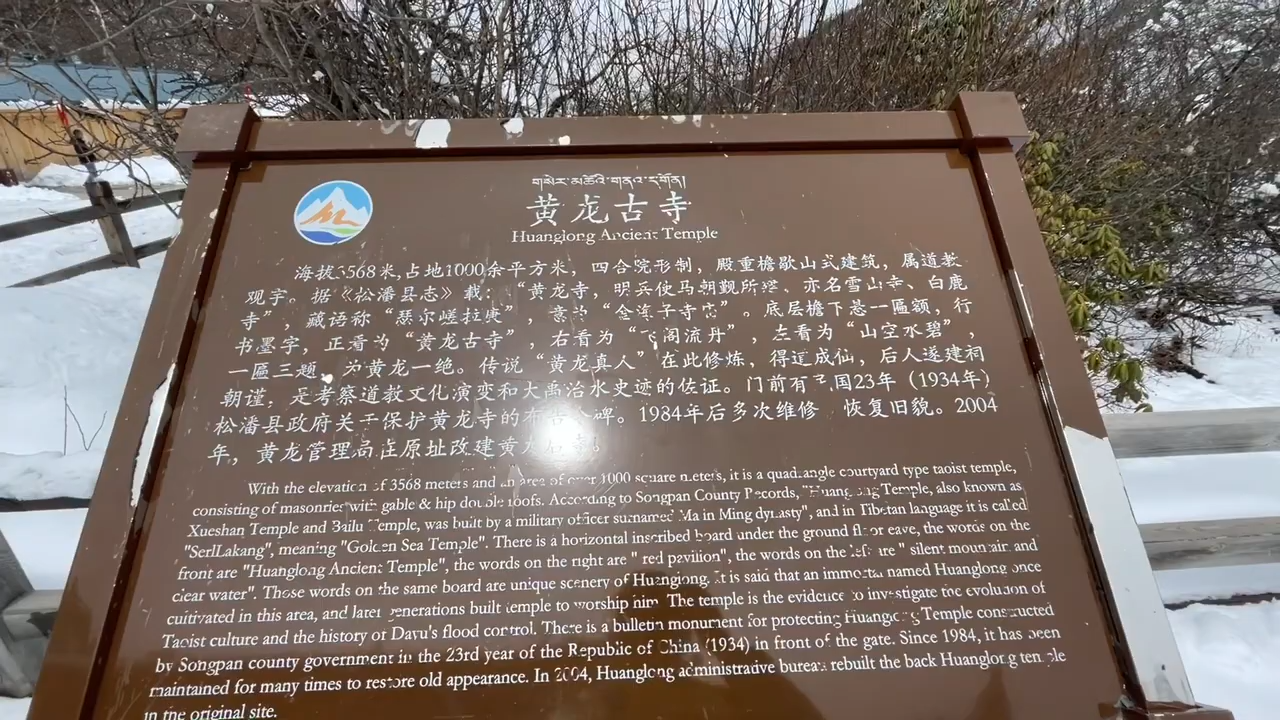 གསེར་མཚོའི་གནའ་དགོན།
黄龙古寺
Huanglong Ancient Temple
海拔3568米,占地1000余平方米，四合院形制，殿重檐歇山式建筑，属道教
观宇。据《松潘县志》载：“黄龙寺，明兵使马朝觐所建、亦名雪山寺、白鹿
寺”，藏语称“瑟尔嵯拉康”，意为“金海子寺 ”。底层檐下悬一匾额，行
书墨字，正看为“黄龙古寺”，右看为“飞阁流丹”，左看为“山空水碧”，
一匾三题，为黄龙一绝。传说“黄龙真人”在此修炼，得道成仙，后人遂建祠
朝谨，是考察道教文化演变和大禹治水史迹的佐证。门前有 国23年（1934年）
松潘县政府关于保护黄龙寺的布告 碑。1984年后多次维修 恢复旧貌。2004
年，黄龙管理局在原址改建黄龙 寺。
With the elevation of 3568 meters and an area of over 1000 square meters, it is a quadrangle courtyard type taoist temple,
consisting of masonries with gable & hip double roofs. According to Songpan County Records, "Huanglong Temple, also known as
Xueshan Temple and Bailu Temple, was built by a military officer surnamed Ma in Ming dynasty", and in Tibetan language it is called
"SerlLakang", meaning "Golden Sea Temple". There is a horizontal inscribed board under the ground floor eave, the words on the
front are "Huanglong Ancient Temple", the words on the right are " red pavilion", the words on the left are " silent mountain and
clear water". Those words on the same board are unique scenery of Huanglong. It is said that an immortal named Huanglong once
cultivated in this area, and later generations built temple to worship him. The temple is the evidence to investigate the evolution of
Taoist culture and the history of Dayu's flood control. There is a bulletin monument for protecting Huanglong Temple constructed
by Songpan county government in the 23rd year of the Republic of China (1934) in front of the gate. Since 1984, it has been
maintained for many times to restore old appearance. In 2004, Huanglong administrative bureau rebuilt the back Huanglong temple
in the original site.